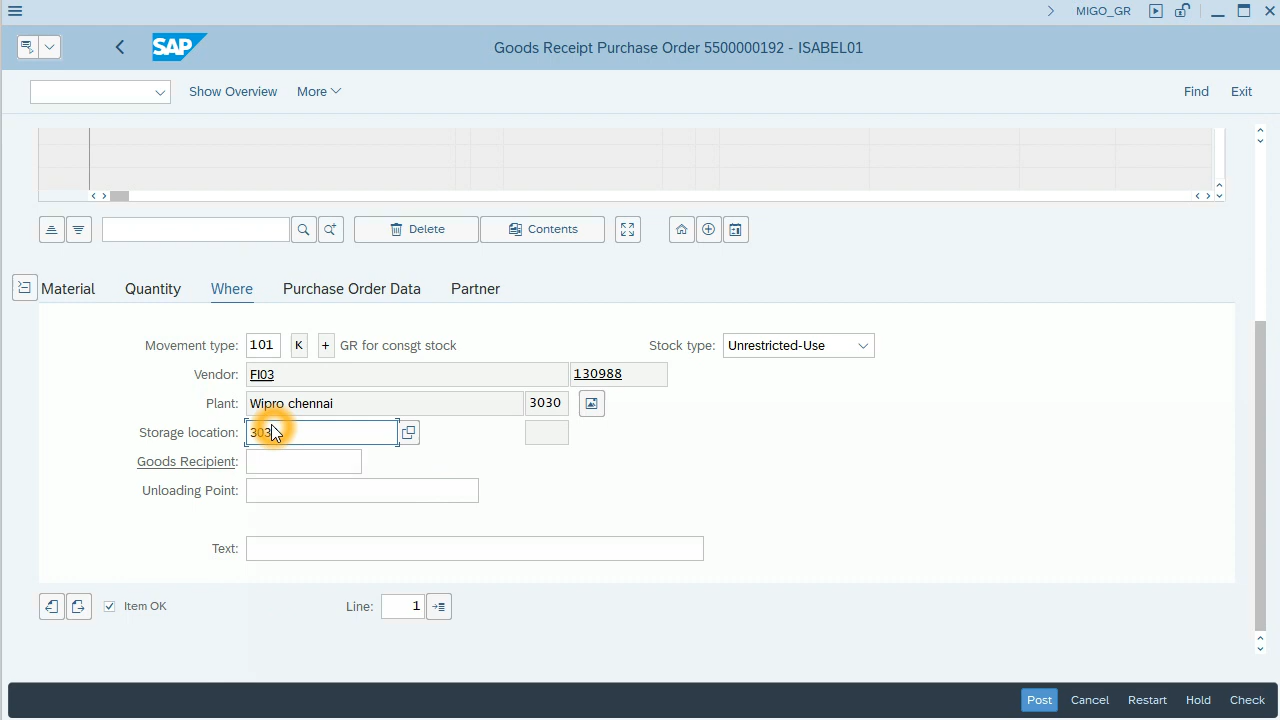 MIGO_GR
SAP
Goods Receipt Purchase Order 5500000192 - ISABEL01
Show Overview More Find Exit
Delete Contents
Material Quantity Where Purchase Order Data Partner
Movement type: 101 K + GR for consgt stock Stock type: Unrestricted-Use
Vendor: FI03 130988
Plant: Wipro chennai 3030
Storage location:
Goods Recipient:
Unloading Point:
Text:
Item OK Line: 1
Post Cancel Restart Hold Check